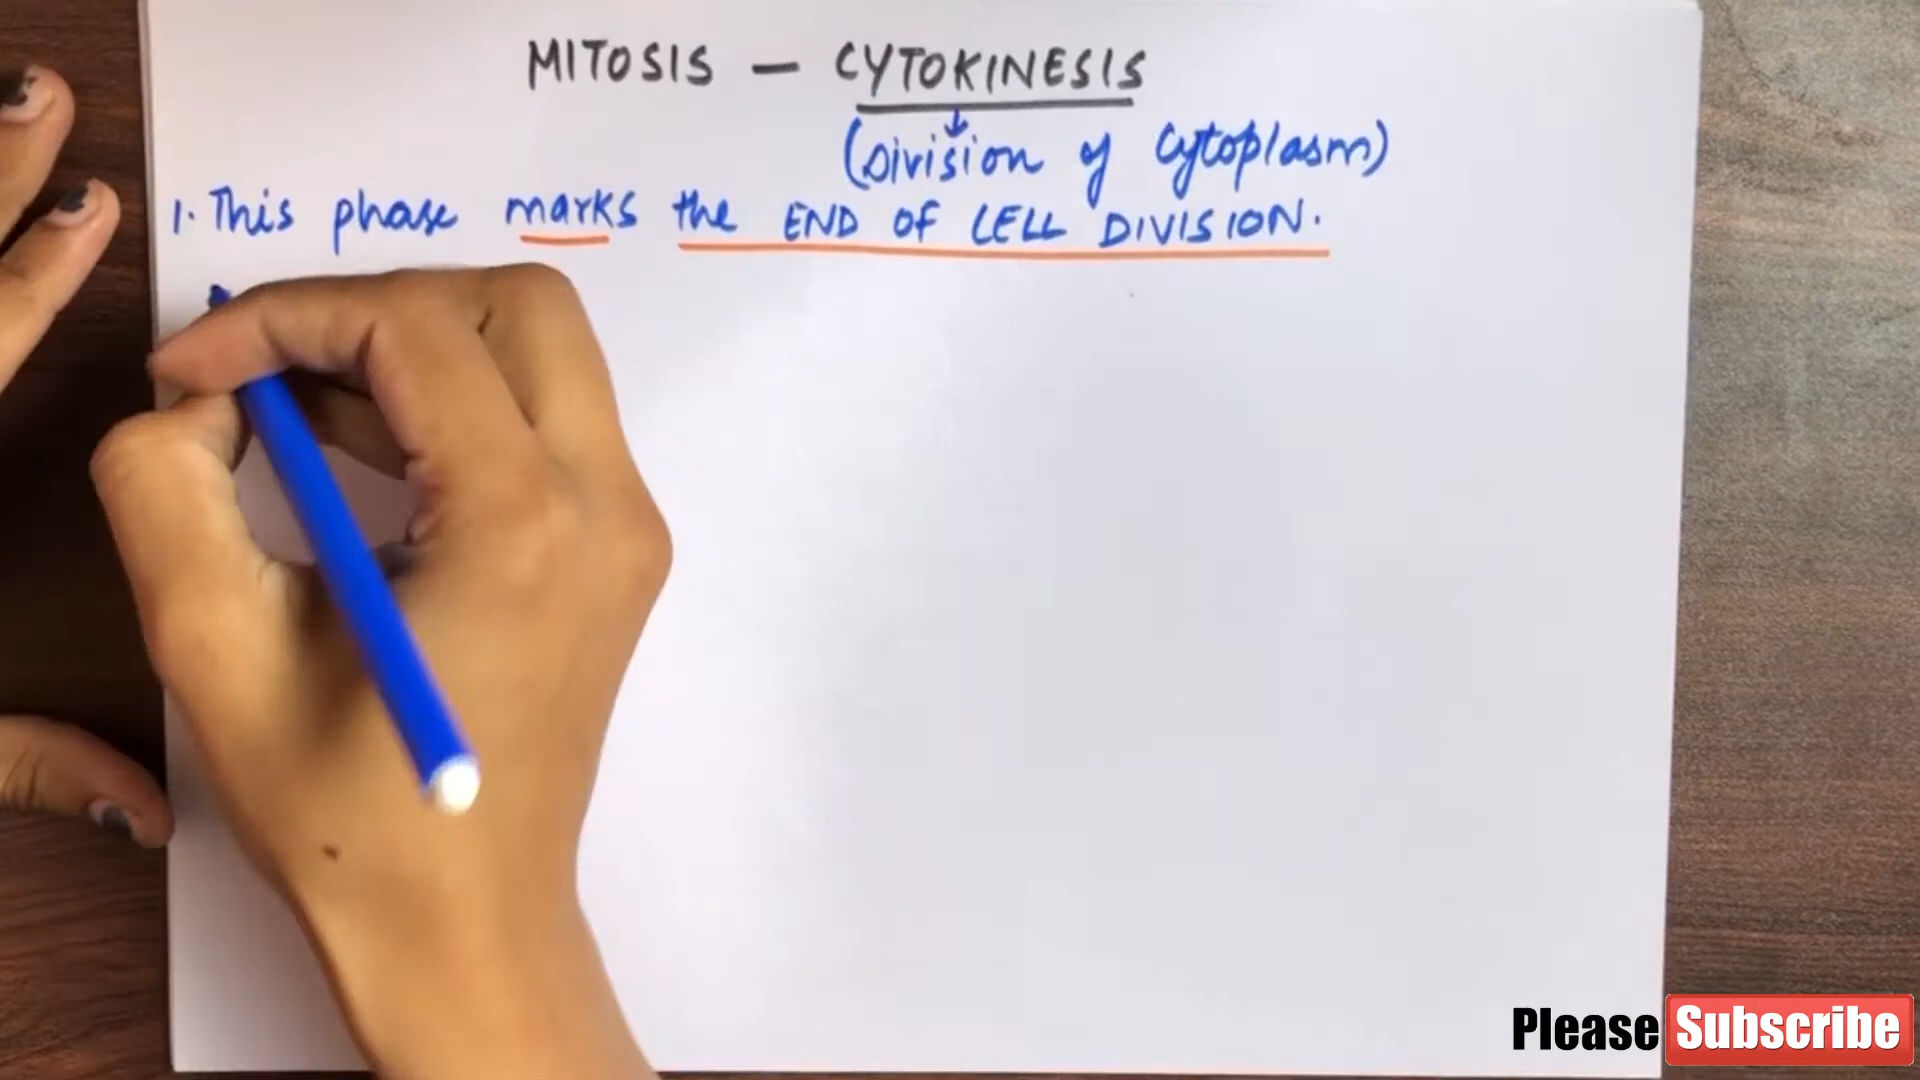 MITOSIS — CYTOKINESIS
(Division of Cytoplasm)
1. This phase marks the END OF CELL DIVISION.
Please Subscribe